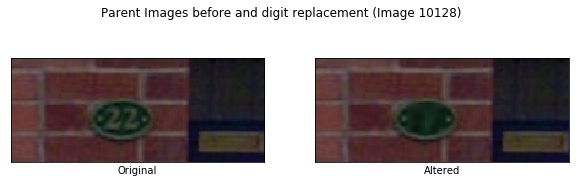 Parent Images before and digit replacement (Image 10128)
22
Original
Altered